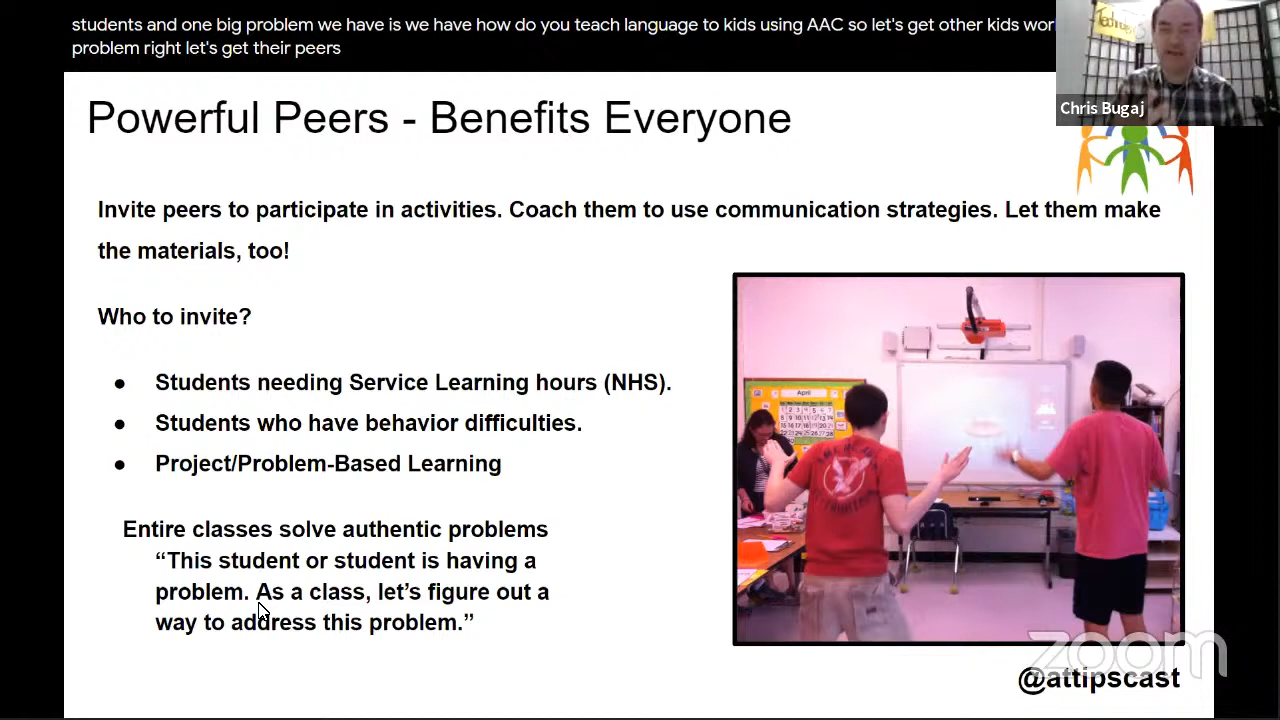 students and one big problem we have is we have how do you teach language to kids using AAC so let's get other kids
problem right let's get their peers
Chris Bugaj
Powerful Peers - Benefits Everyone
Invite peers to participate in activities. Coach them to use communication strategies. Let them make
the materials, too!
Who to invite?
● Students needing Service Learning hours (NHS).
● Students who have behavior difficulties.
● Project/Problem-Based Learning
Entire classes solve authentic problems
“This student or student is having a
problem. As a class, let’s figure out a
way to address this problem.”
April
zoom
@attipscast